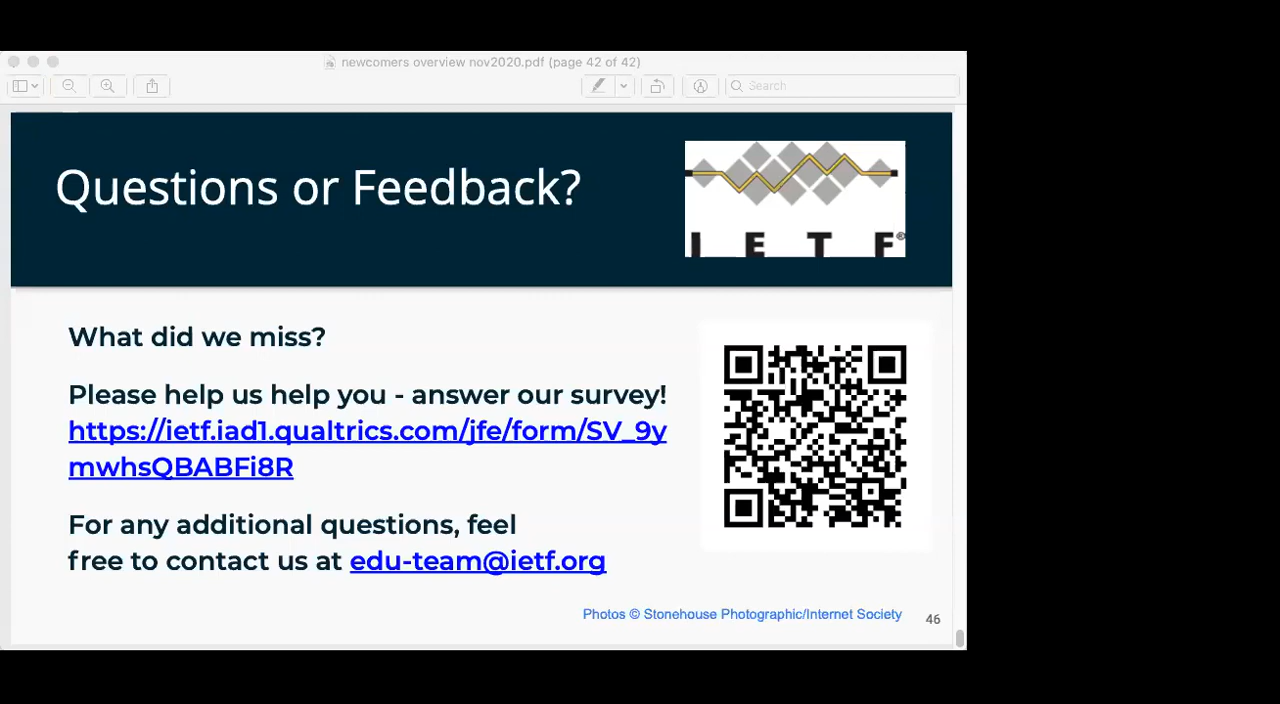 newcomers overview nov2020.pdf (page 42 of 42)
Search
Questions or Feedback?
I E T F®
What did we miss?
Please help us help you - answer our survey!
https://ietf.iad1.qualtrics.com/jfe/form/SV_9y
mwhsQBABFi8R
For any additional questions, feel
free to contact us at edu-team@ietf.org
Photos © Stonehouse Photographic/Internet Society
46